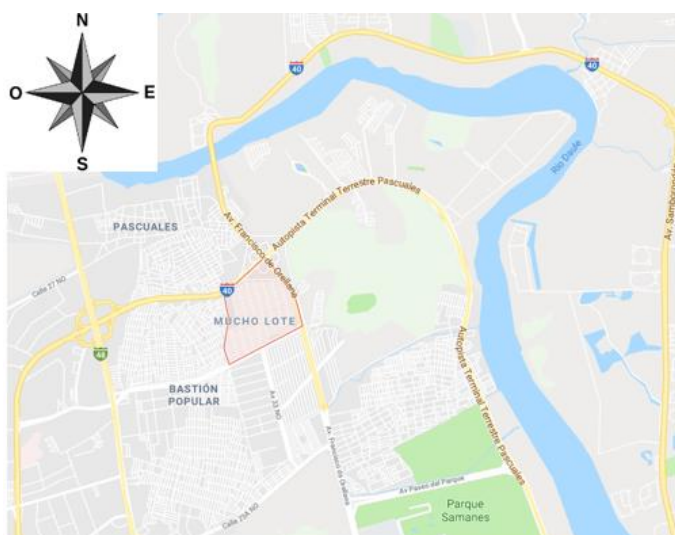 N
O
E
S
40
40
Río Daule
Autopista Terminal Terrestre Pascuales
PASCUALES
Av. Francisco de Orellana
Av. Samborondón
Calle 27 NO
40
MUCHO LOTE
48
Autopista Terminal Terrestre Pascuales
BASTIÓN
POPULAR
Av 33 NO
Av. Francisco de Orellana
Av Paseo del Parque
Calle 25A NO
Parque
Samanes